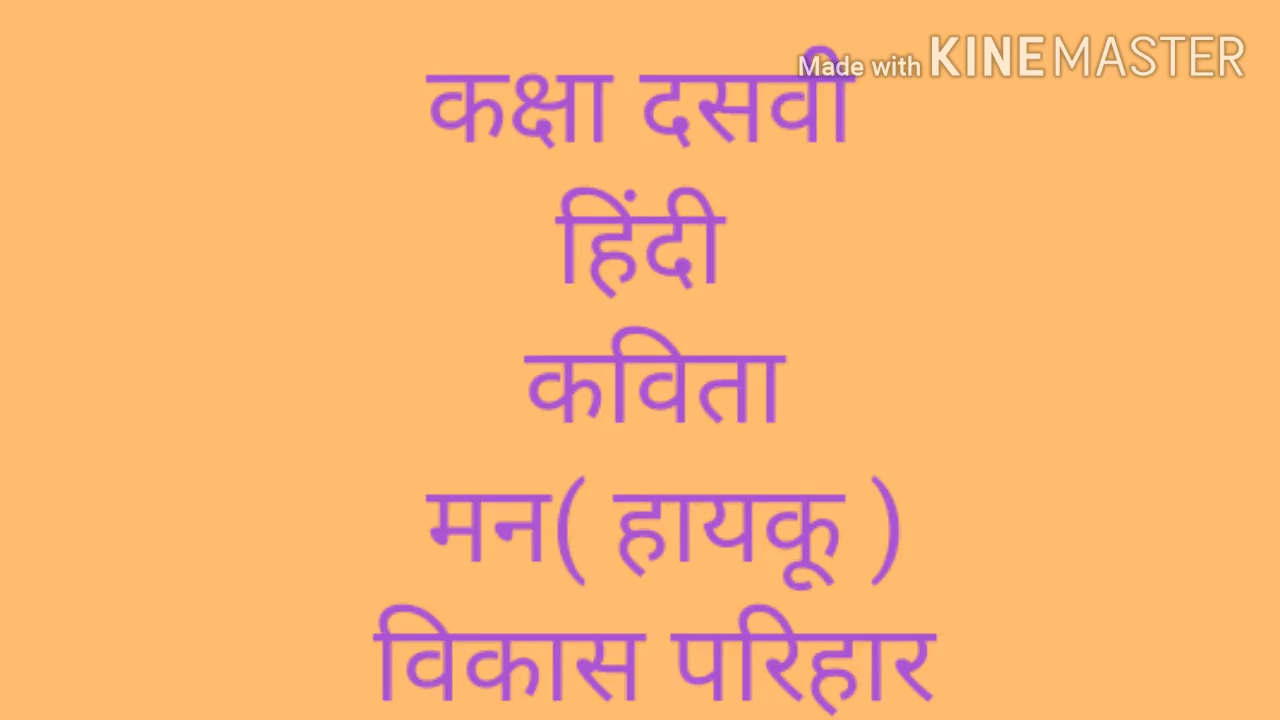 Made with KINEMASTER
कक्षा दसवी
हिंदी
कविता
मन( हायकू )
विकास परिहार